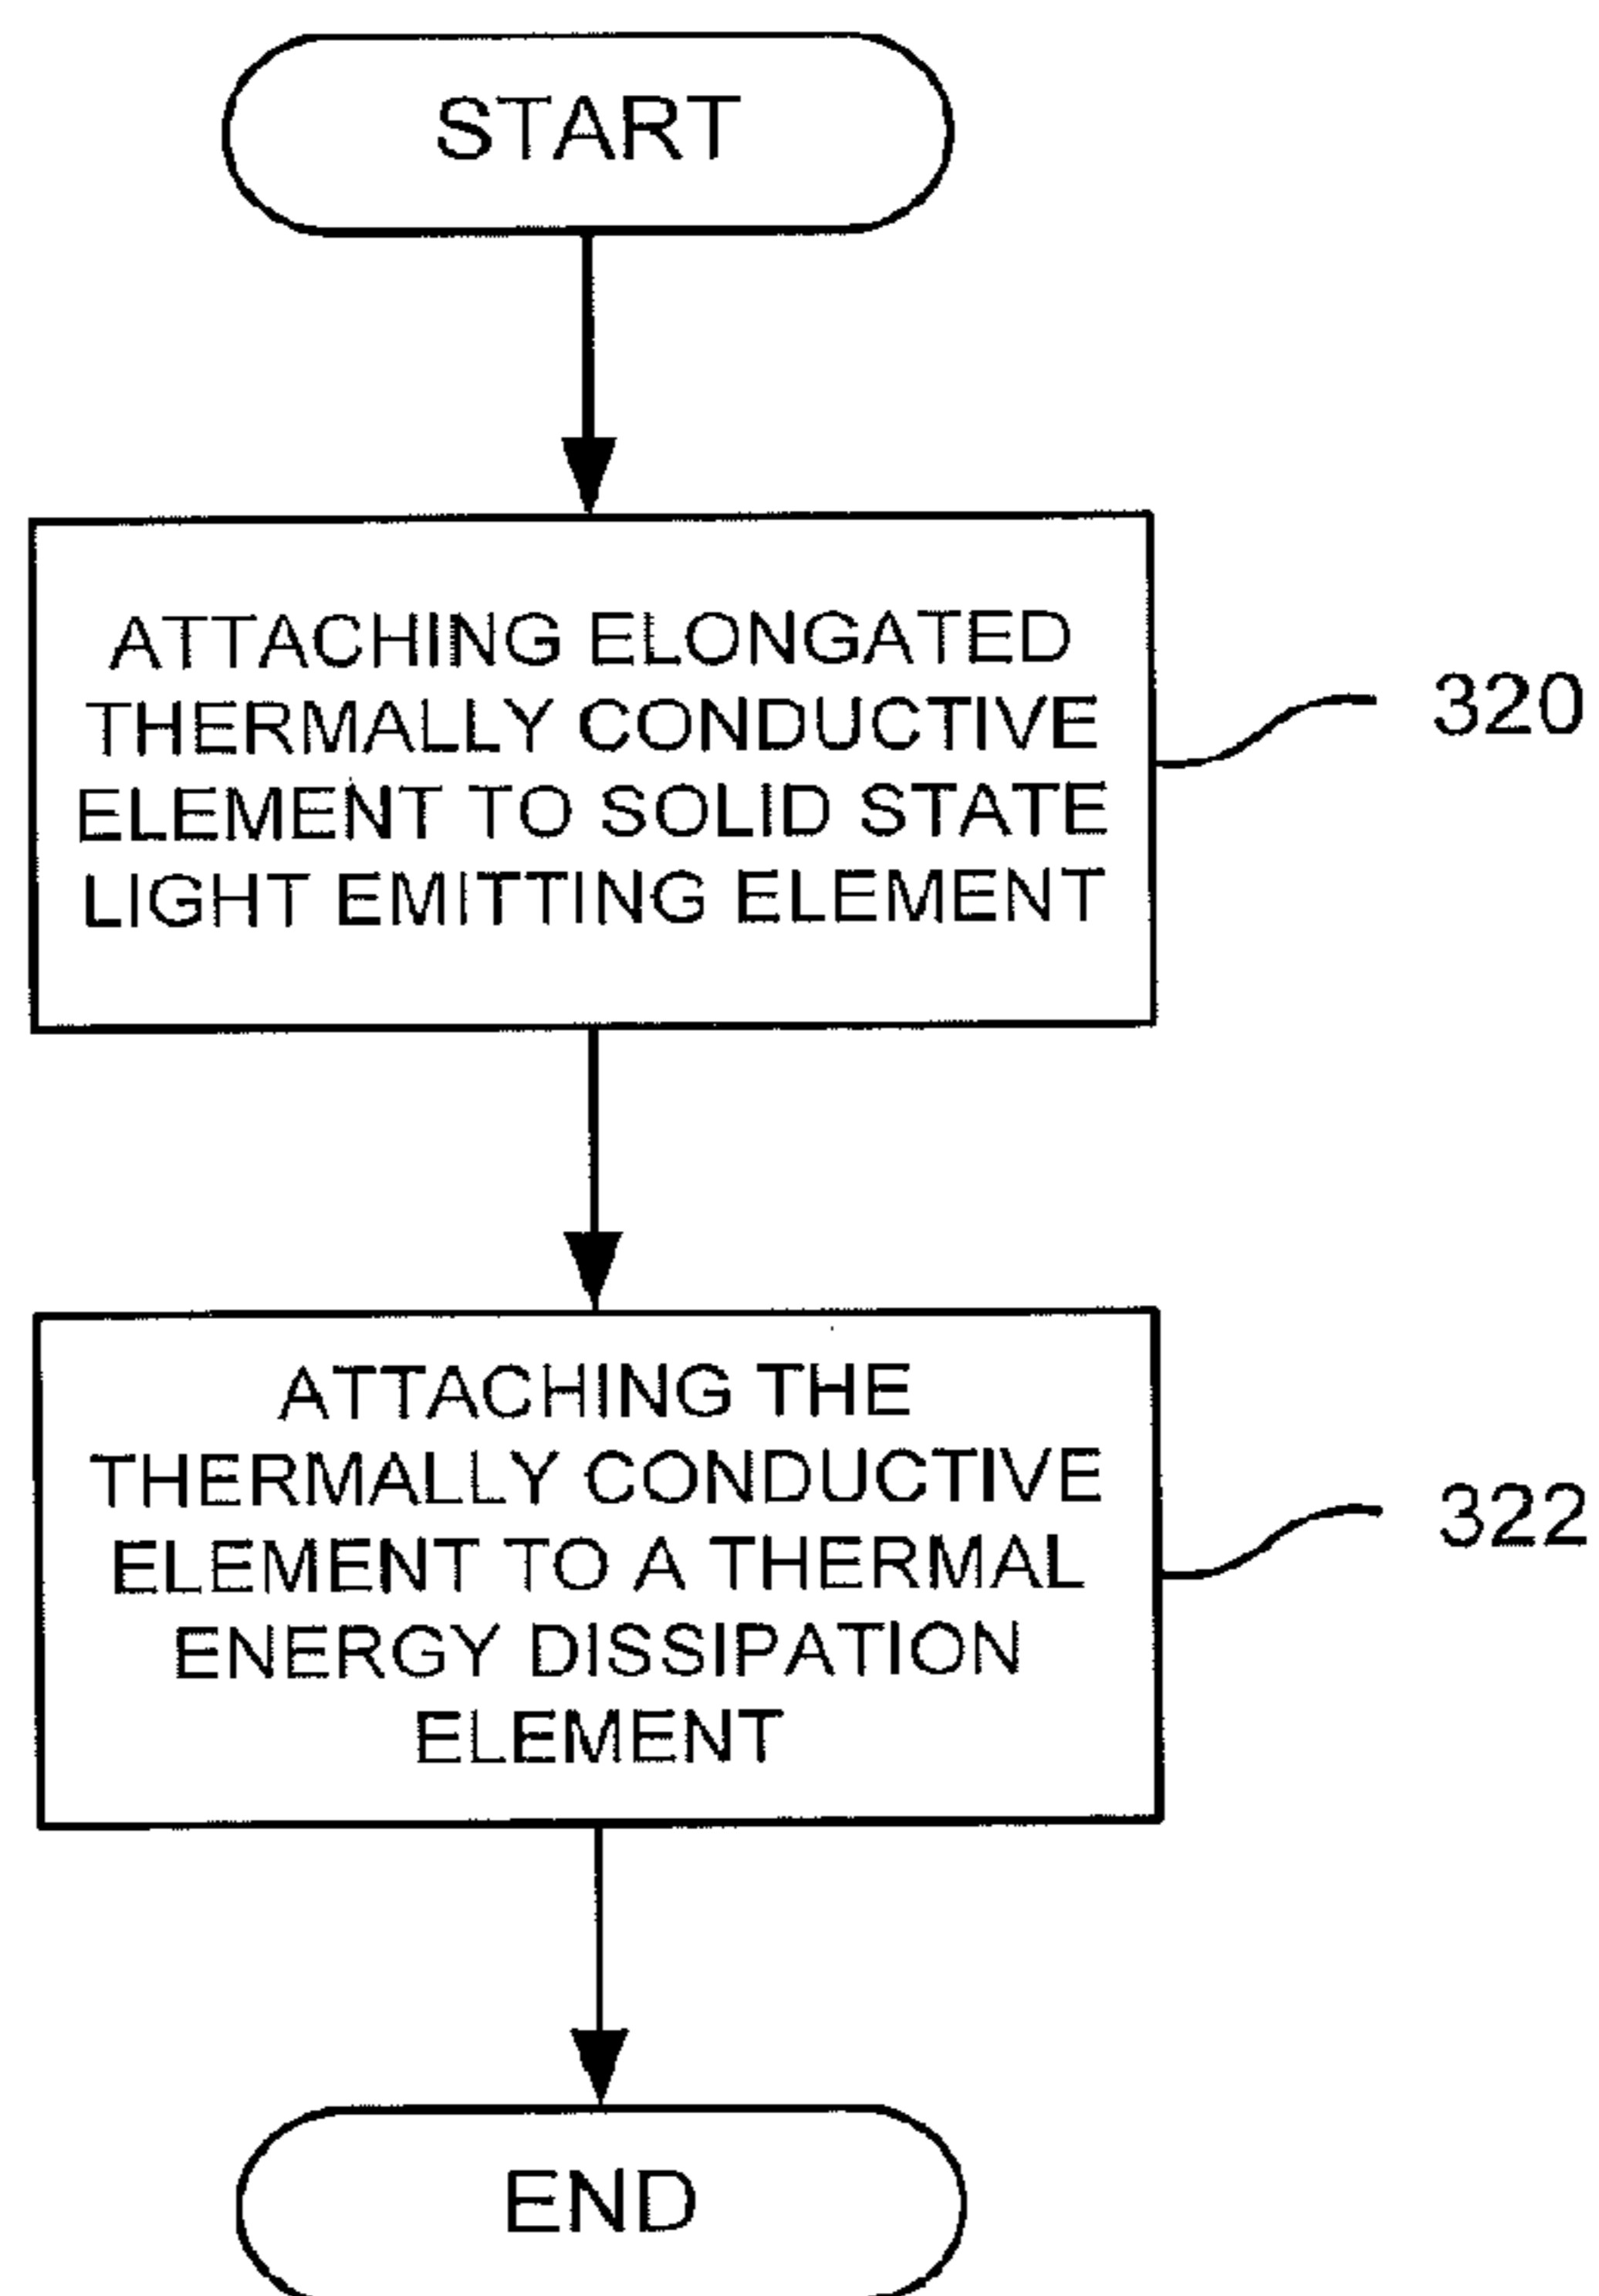 START
ATTACHING ELONGATED
THERMALLY CONDUCTIVE
ELEMENT TO SOLID STATE
LIGHT EMITTING ELEMENT
320
ATTACHING THE
THERMALLY CONDUCTIVE
ELEMENT TO A THERMAL
ENERGY DISSIPATION
ELEMENT
322
END